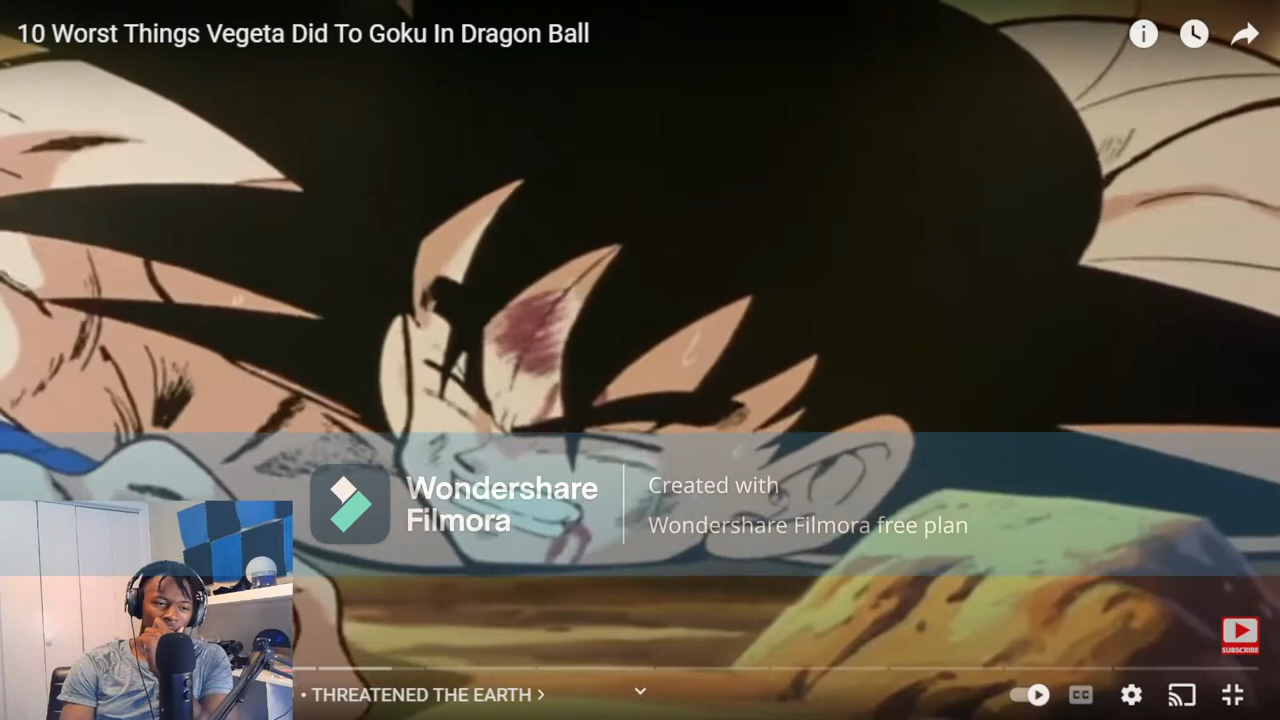 10 Worst Things Vegeta Did To Goku In Dragon Ball
Wondershare
Filmora
Created with
Wondershare Filmora free plan
SUBSCRIBE
• THREATENED THE EARTH >
CC